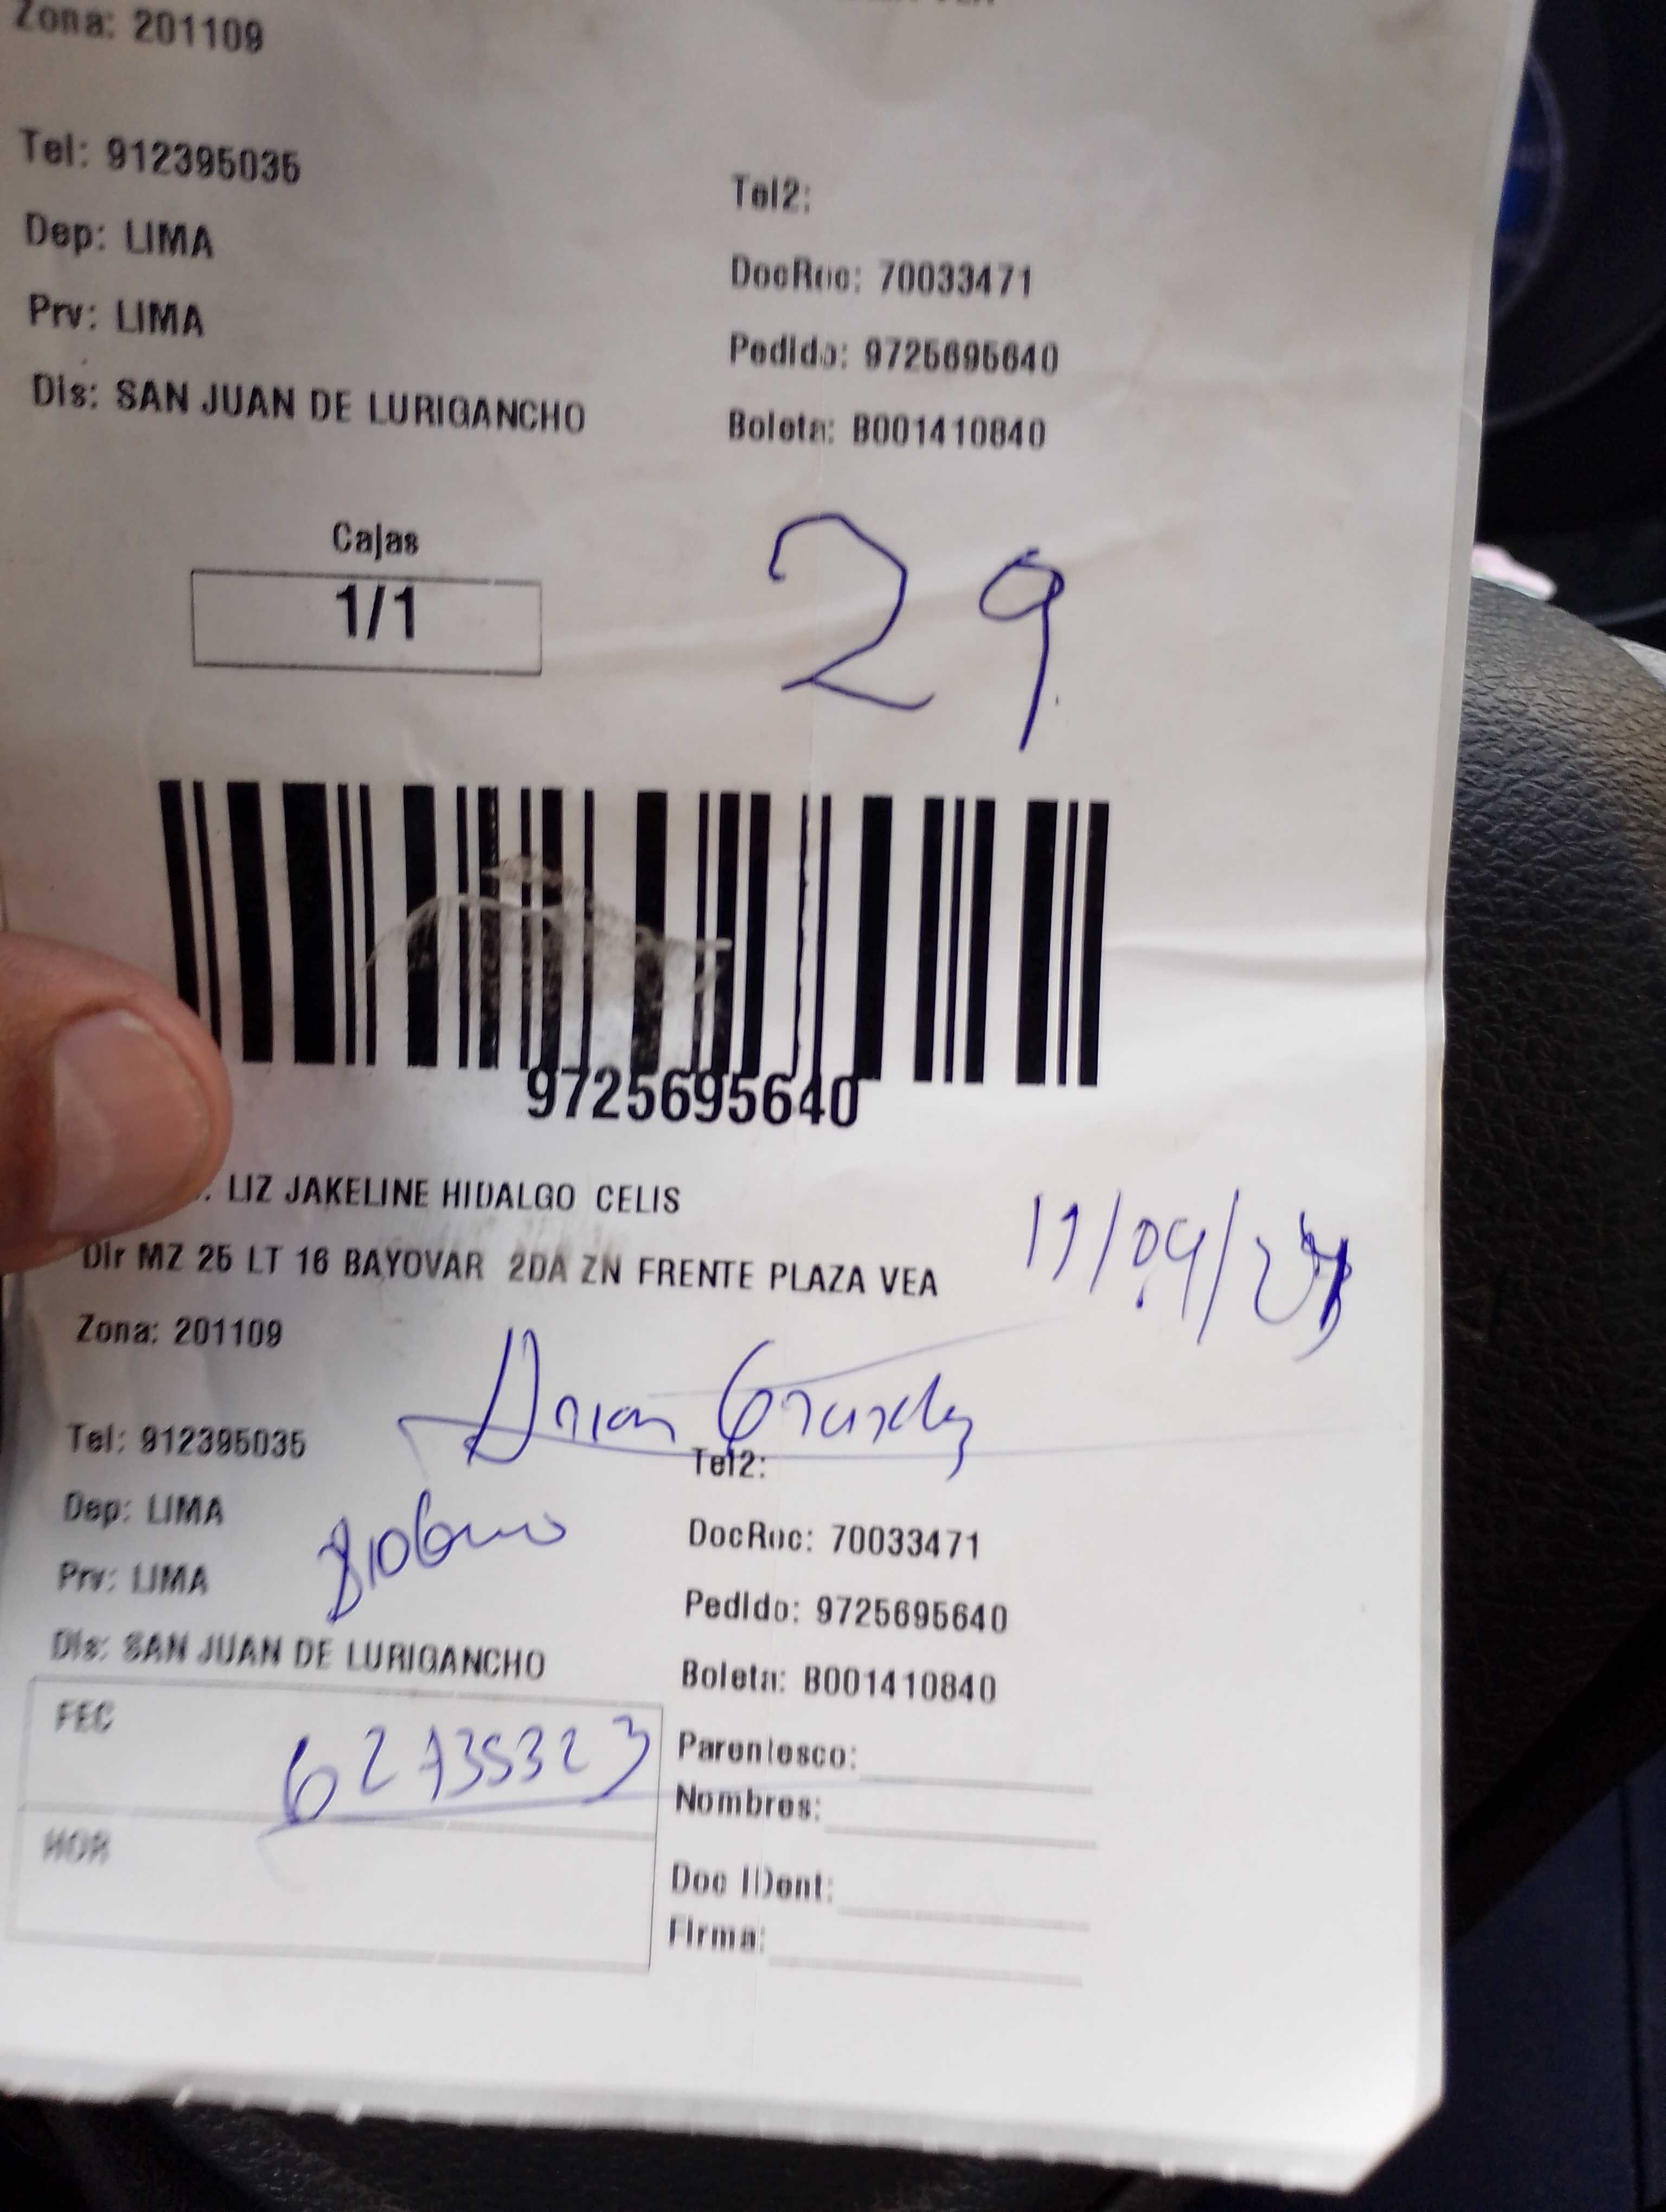 Zona: 201109
Tel: 912395035
Tel2:
Dep: LIMA
DocRuc: 70033471
Prv: LIMA
Pedido: 9725695640
Dis: SAN JUAN DE LURIGANCHO
Boleta: B001410840
Cajas
1/1
29
9725695640
LIZ JAKELINE HIDALGO CELIS
Dir MZ 25 LT 16 BAYOVAR 2DA ZN FRENTE PLAZA VEA
Zona: 201109
Tel: 912395035
Tel2:
Dep: LIMA
DocRuc: 70033471
Prv: LIMA
Pedido: 9725695640
Dis: SAN JUAN DE LURIGANCHO
Boleta: B001410840
FEC
62735323
Parentesco:
Nombres:
HOR
Doc IDent:
Firma: